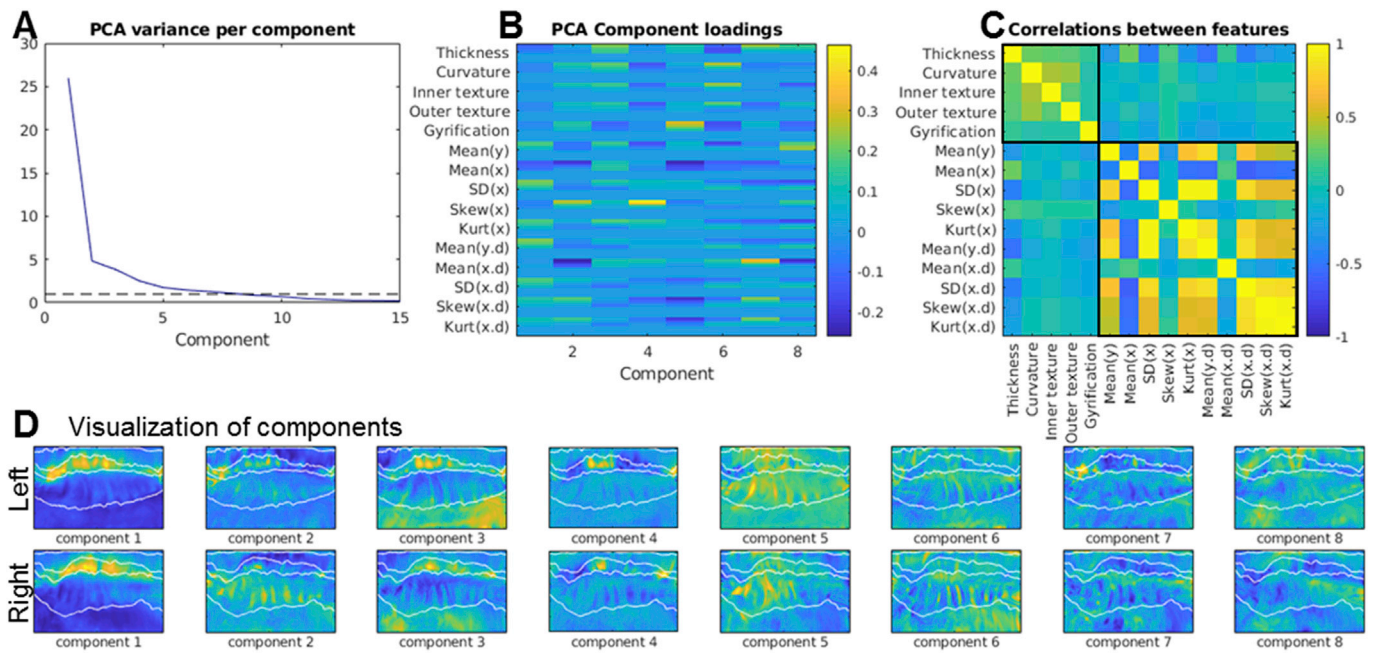 A
PCA variance per component
30
25
20
15
10
5
0
0
5
10
15
Component
B
PCA Component loadings
Thickness
Curvature
Inner texture
Outer texture
Gyrification
Mean(y)
Mean(x)
SD(x)
Skew(x)
Kurt(x)
Mean(y.d)
Mean(x.d)
SD(x.d)
Skew(x.d)
Kurt(x.d)
2
4
6
8
Component
0.4
0.3
0.2
0.1
0
-0.1
-0.2
C
Correlations between features
Thickness
Curvature
Inner texture
Outer texture
Gyrification
Mean(y)
Mean(x)
SD(x)
Skew(x)
Kurt(x)
Mean(y.d)
Mean(x.d)
SD(x.d)
Skew(x.d)
Kurt(x.d)
Thickness
Curvature
Inner texture
Outer texture
Gyrification
Mean(y)
Mean(x)
SD(x)
Skew(x)
Kurt(x)
Mean(y.d)
Mean(x.d)
SD(x.d)
Skew(x.d)
Kurt(x.d)
1
0.5
0
-0.5
-1
D Visualization of components
Left
component 1
component 2
component 3
component 4
component 5
component 6
component 7
component 8
Right
component 1
component 2
component 3
component 4
component 5
component 6
component 7
component 8